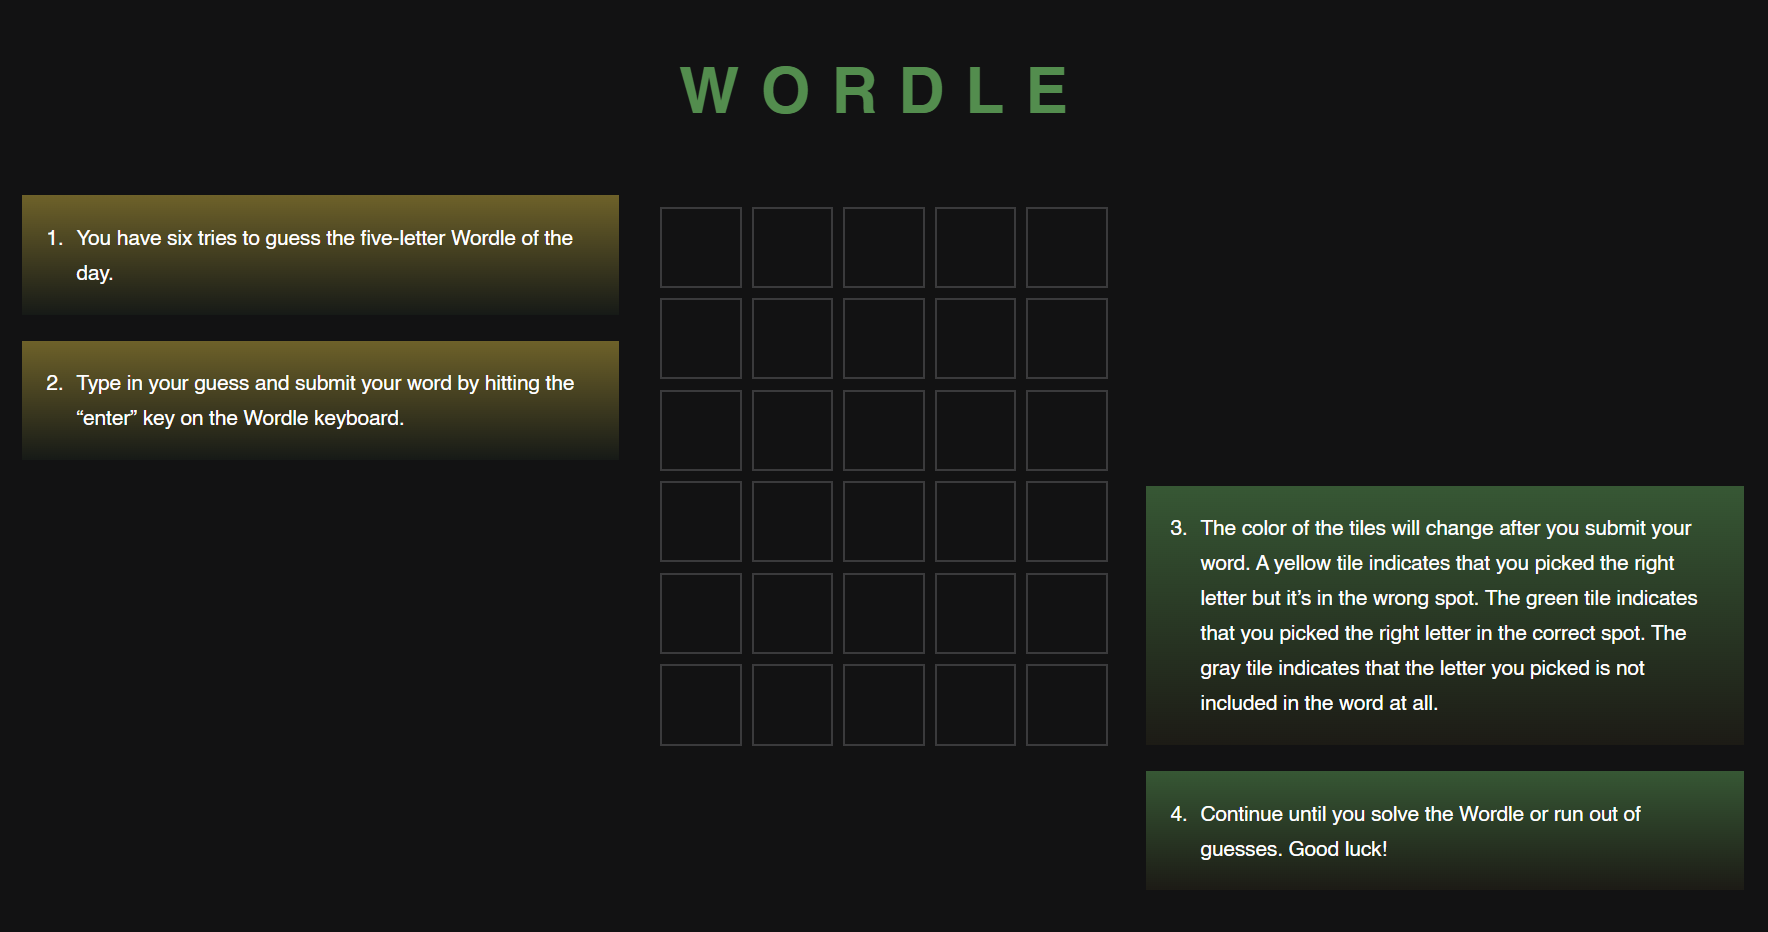 WORDLE
1. You have six tries to guess the five-letter Wordle of the
day.
2. Type in your guess and submit your word by hitting the
“enter” key on the Wordle keyboard.
3. The color of the tiles will change after you submit your
word. A yellow tile indicates that you picked the right
letter but it’s in the wrong spot. The green tile indicates
that you picked the right letter in the correct spot. The
gray tile indicates that the letter you picked is not
included in the word at all.
4. Continue until you solve the Wordle or run out of
guesses. Good luck!